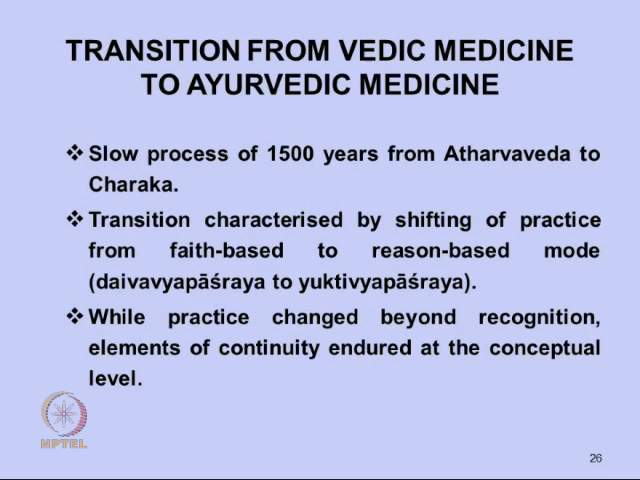 TRANSITION FROM VEDIC MEDICINE
TO AYURVEDIC MEDICINE
❖ Slow process of 1500 years from Atharvaveda to
Charaka.
❖ Transition characterised by shifting of practice
from faith-based to reason-based mode
(daivavyapāśraya to yuktivyapāśraya).
❖ While practice changed beyond recognition,
elements of continuity endured at the conceptual
level.
NPTEL
26